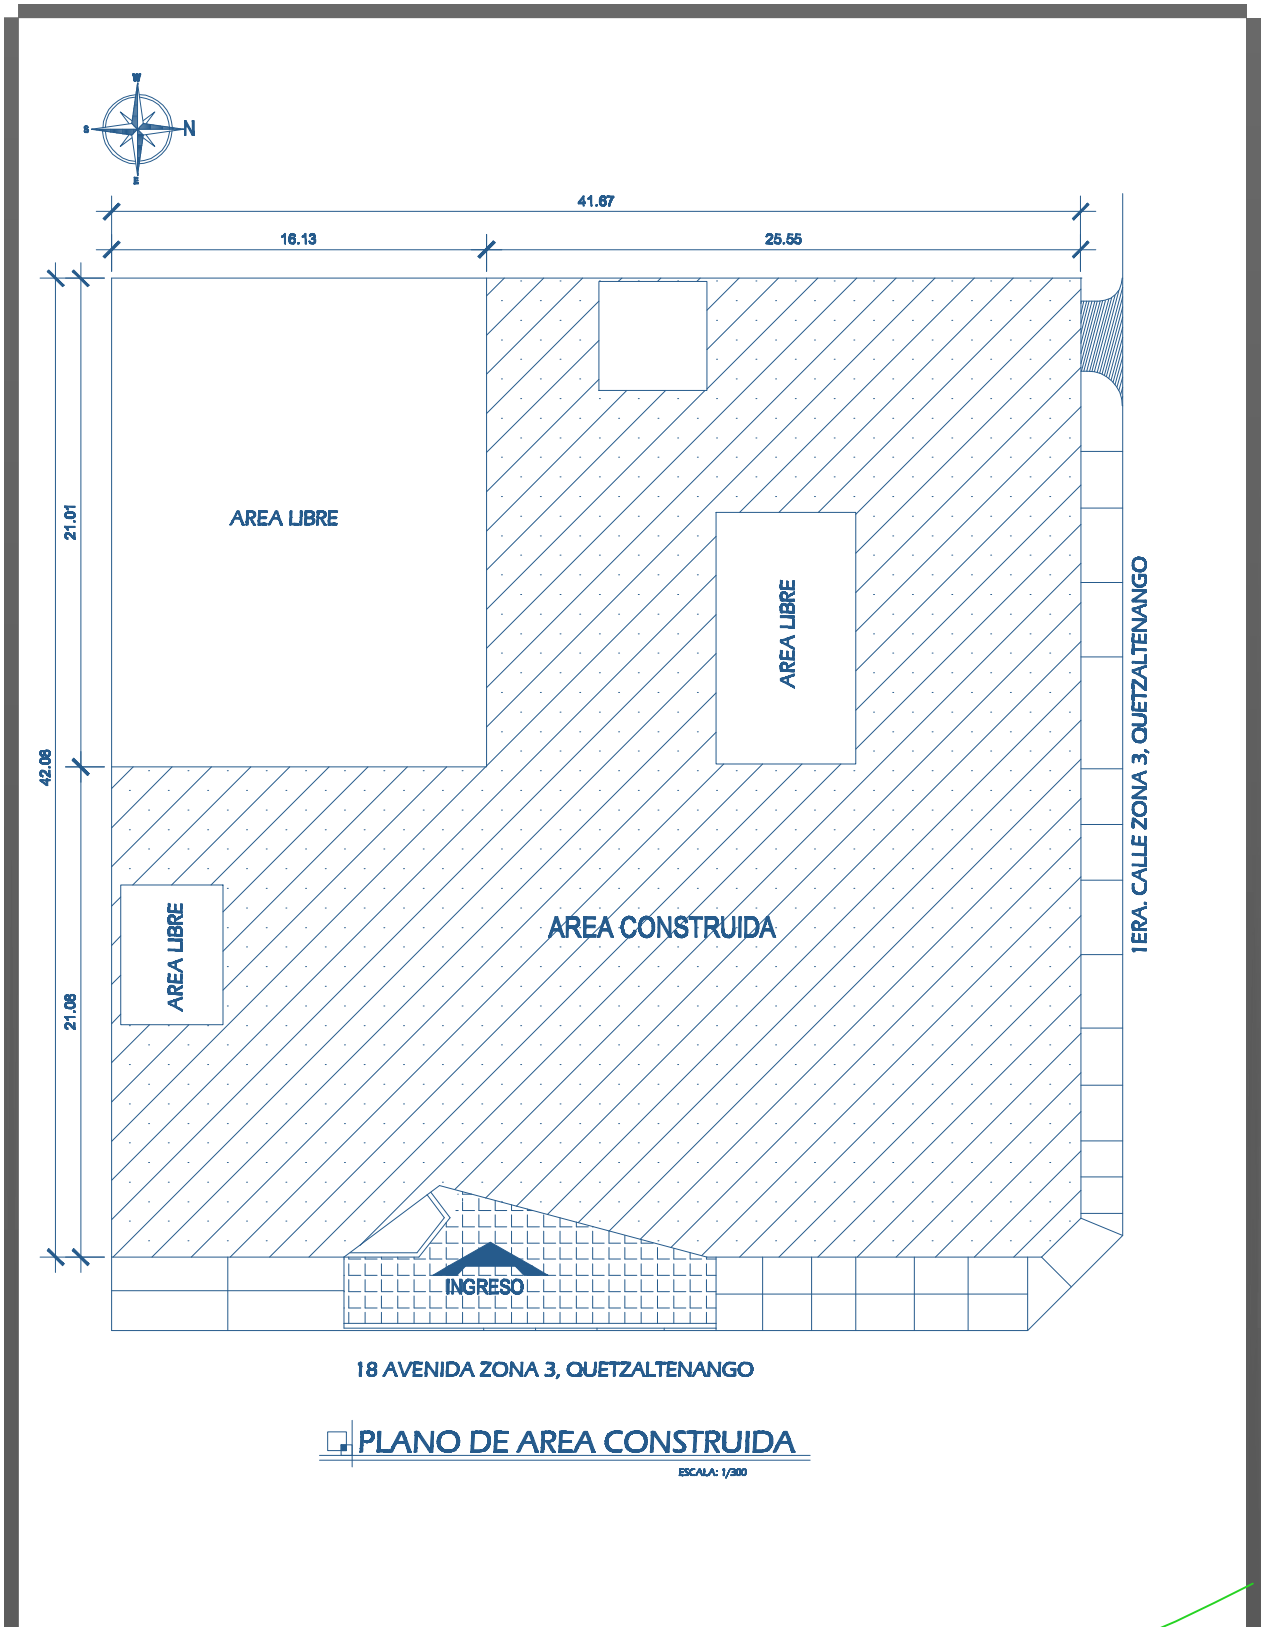 W
S
N
E
41.67
16.13
25.55
21.01
AREA LIBRE
AREA LIBRE
42.08
1ERA. CALLE ZONA 3, QUETZALTENANGO
AREA LIBRE
AREA CONSTRUIDA
21.08
INGRESO
18 AVENIDA ZONA 3, QUETZALTENANGO
PLANO DE AREA CONSTRUIDA
ESCALA: 1/300